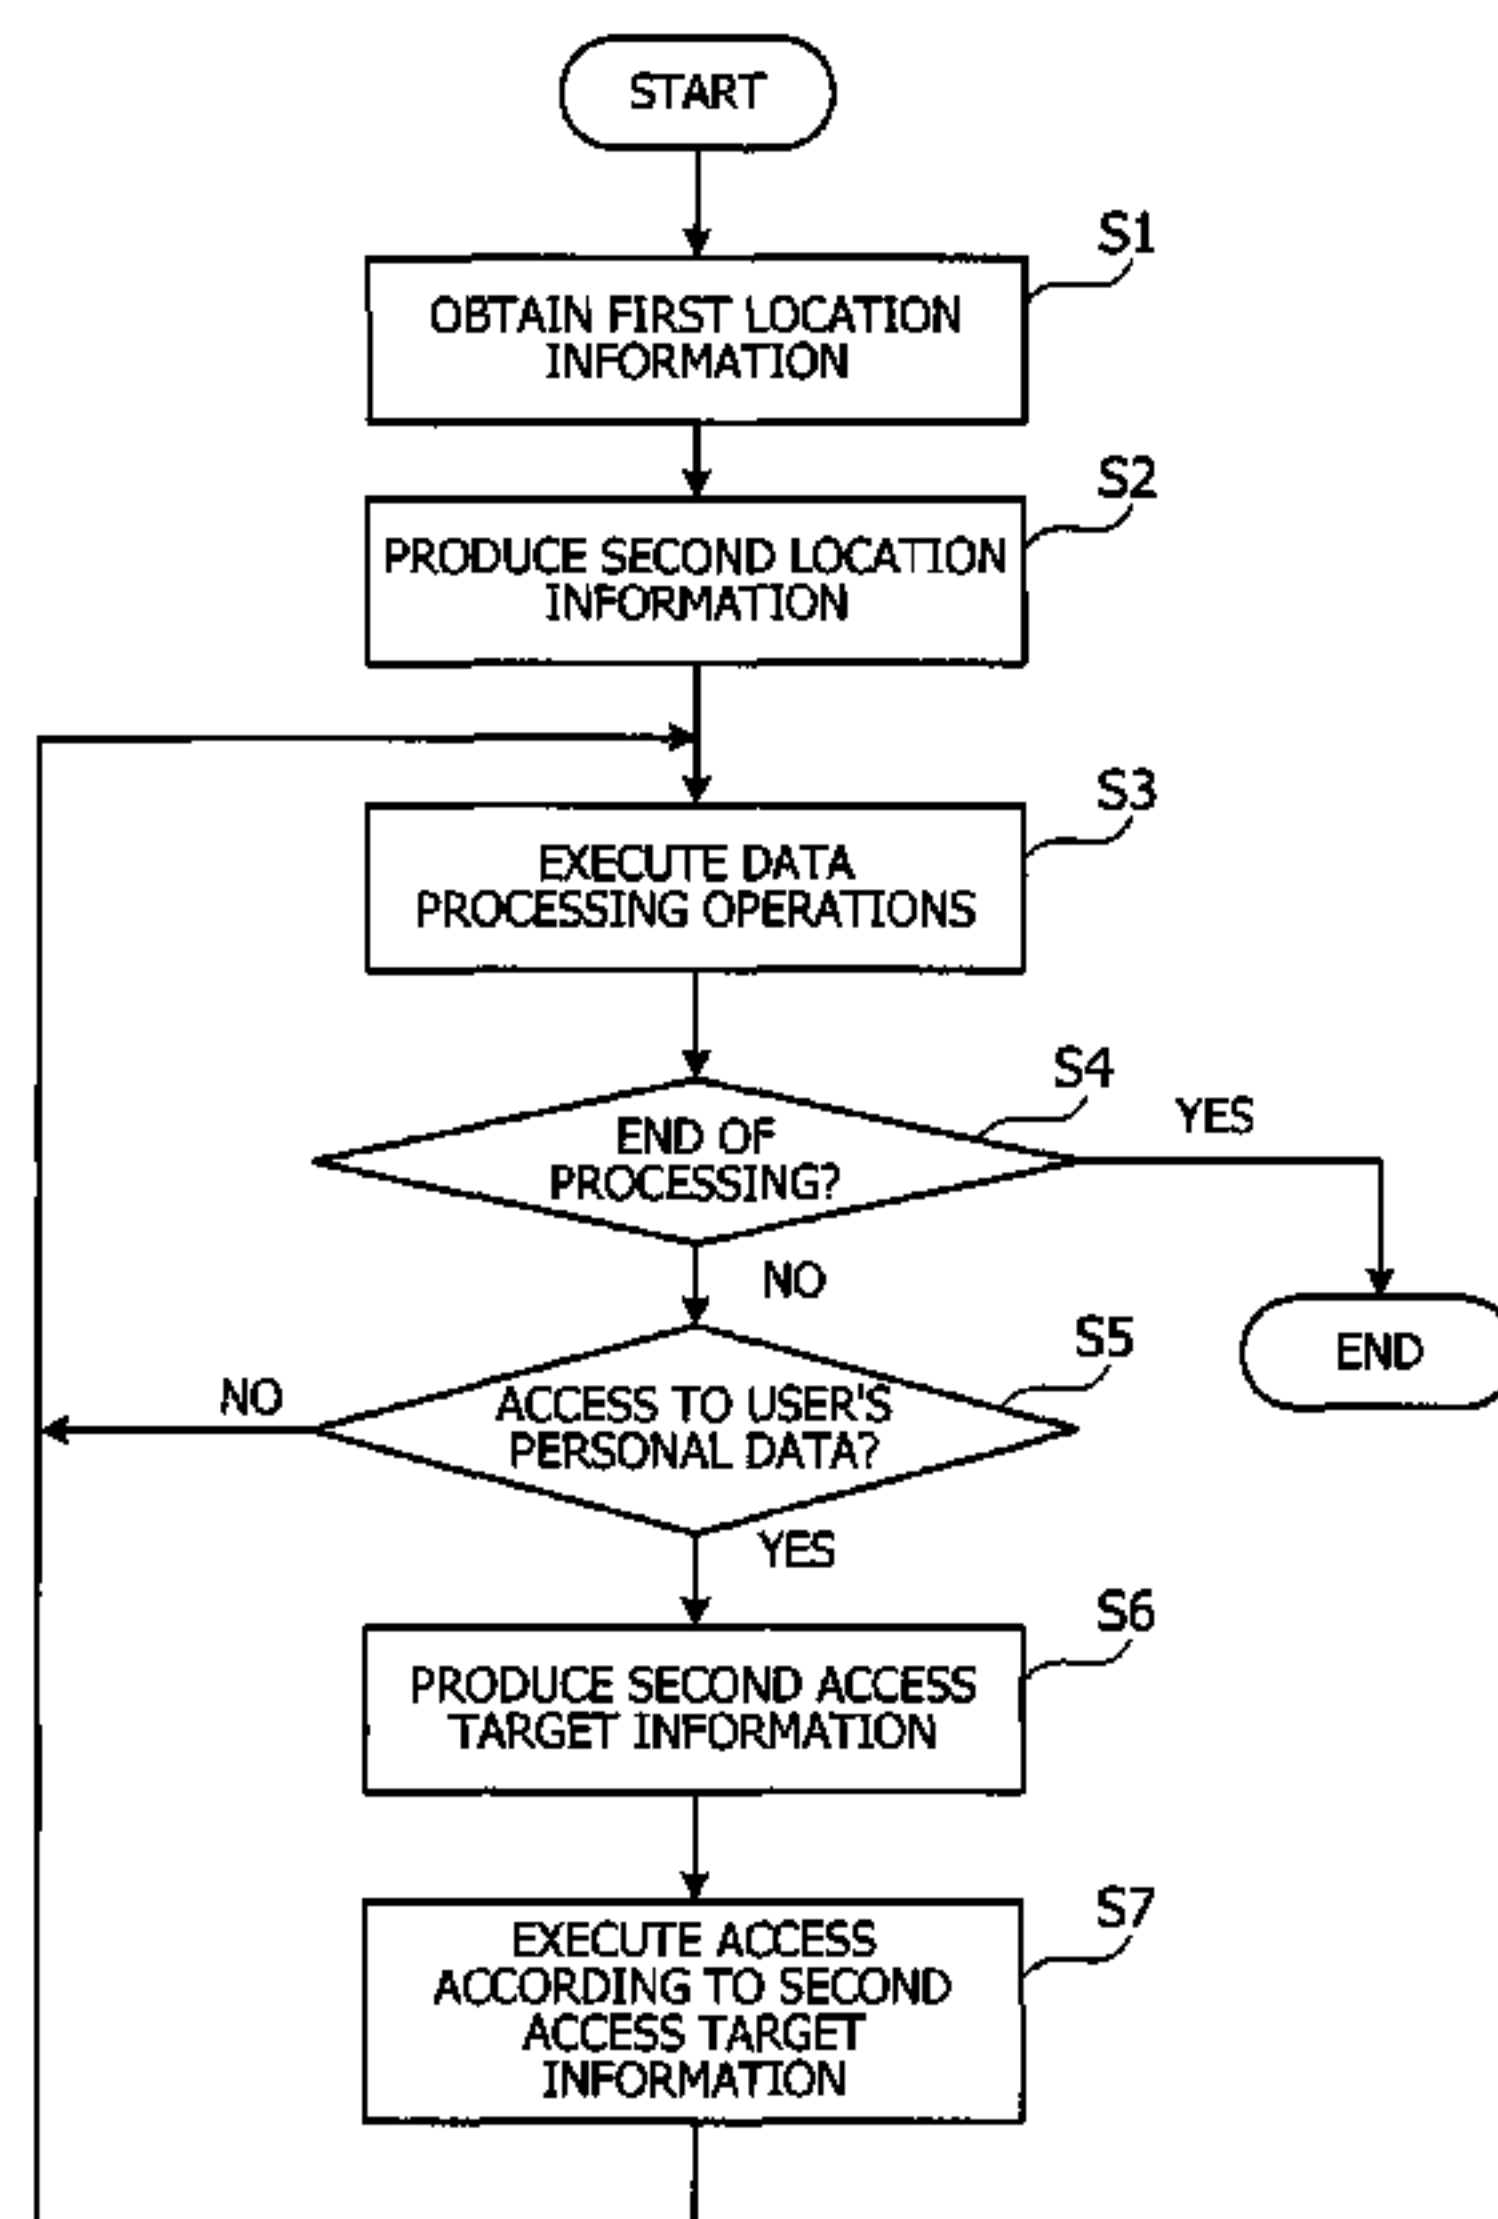 START
S1
OBTAIN FIRST LOCATION
INFORMATION
S2
PRODUCE SECOND LOCATION
INFORMATION
S3
EXECUTE DATA
PROCESSING OPERATIONS
S4
END OF
PROCESSING?
YES
NO
END
S5
ACCESS TO USER'S
PERSONAL DATA?
NO
YES
S6
PRODUCE SECOND ACCESS
TARGET INFORMATION
S7
EXECUTE ACCESS
ACCORDING TO SECOND
ACCESS TARGET
INFORMATION